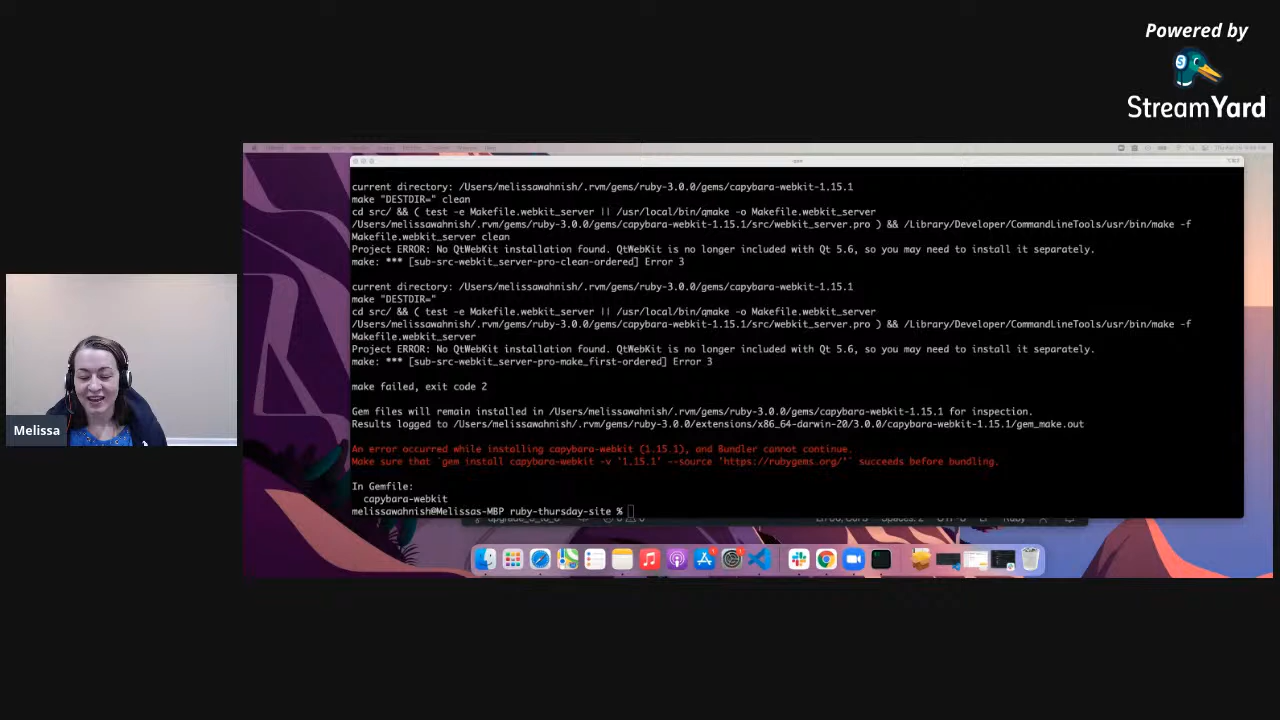 Powered by
StreamYard
current directory: /Users/melissawahnish/.rvm/gems/ruby-3.0.0/gems/capybara-webkit-1.15.1
make "DESTDIR=" clean
cd src/ && ( test -e Makefile.webkit_server || /usr/local/bin/qmake -o Makefile.webkit_server
/Users/melissawahnish/.rvm/gems/ruby-3.0.0/gems/capybara-webkit-1.15.1/src/webkit_server.pro ) && /Library/Developer/CommandLineTools/usr/bin/make -f
Makefile.webkit_server clean
Project ERROR: No QtWebKit installation found. QtWebKit is no longer included with Qt 5.6, so you may need to install it separately.
make: *** [sub-src-webkit_server-pro-clean-ordered] Error 3
current directory: /Users/melissawahnish/.rvm/gems/ruby-3.0.0/gems/capybara-webkit-1.15.1
make "DESTDIR="
cd src/ && ( test -e Makefile.webkit_server || /usr/local/bin/qmake -o Makefile.webkit_server
/Users/melissawahnish/.rvm/gems/ruby-3.0.0/gems/capybara-webkit-1.15.1/src/webkit_server.pro ) && /Library/Developer/CommandLineTools/usr/bin/make -f
Makefile.webkit_server
Project ERROR: No QtWebKit installation found. QtWebKit is no longer included with Qt 5.6, so you may need to install it separately.
make: *** [sub-src-webkit_server-pro-make_first-ordered] Error 3
make failed, exit code 2
Gem files will remain installed in /Users/melissawahnish/.rvm/gems/ruby-3.0.0/gems/capybara-webkit-1.15.1 for inspection.
Results logged to /Users/melissawahnish/.rvm/gems/ruby-3.0.0/extensions/x86_64-darwin-20/3.0.0/capybara-webkit-1.15.1/gem_make.out
An error occurred while installing capybara-webkit (1.15.1), and Bundler cannot continue.
Make sure that `gem install capybara-webkit -v '1.15.1' --source 'https://rubygems.org/'` succeeds before bundling.
In Gemfile:
capybara-webkit
melissawahnish@Melissas-MBP ruby-thursday-site %
Melissa